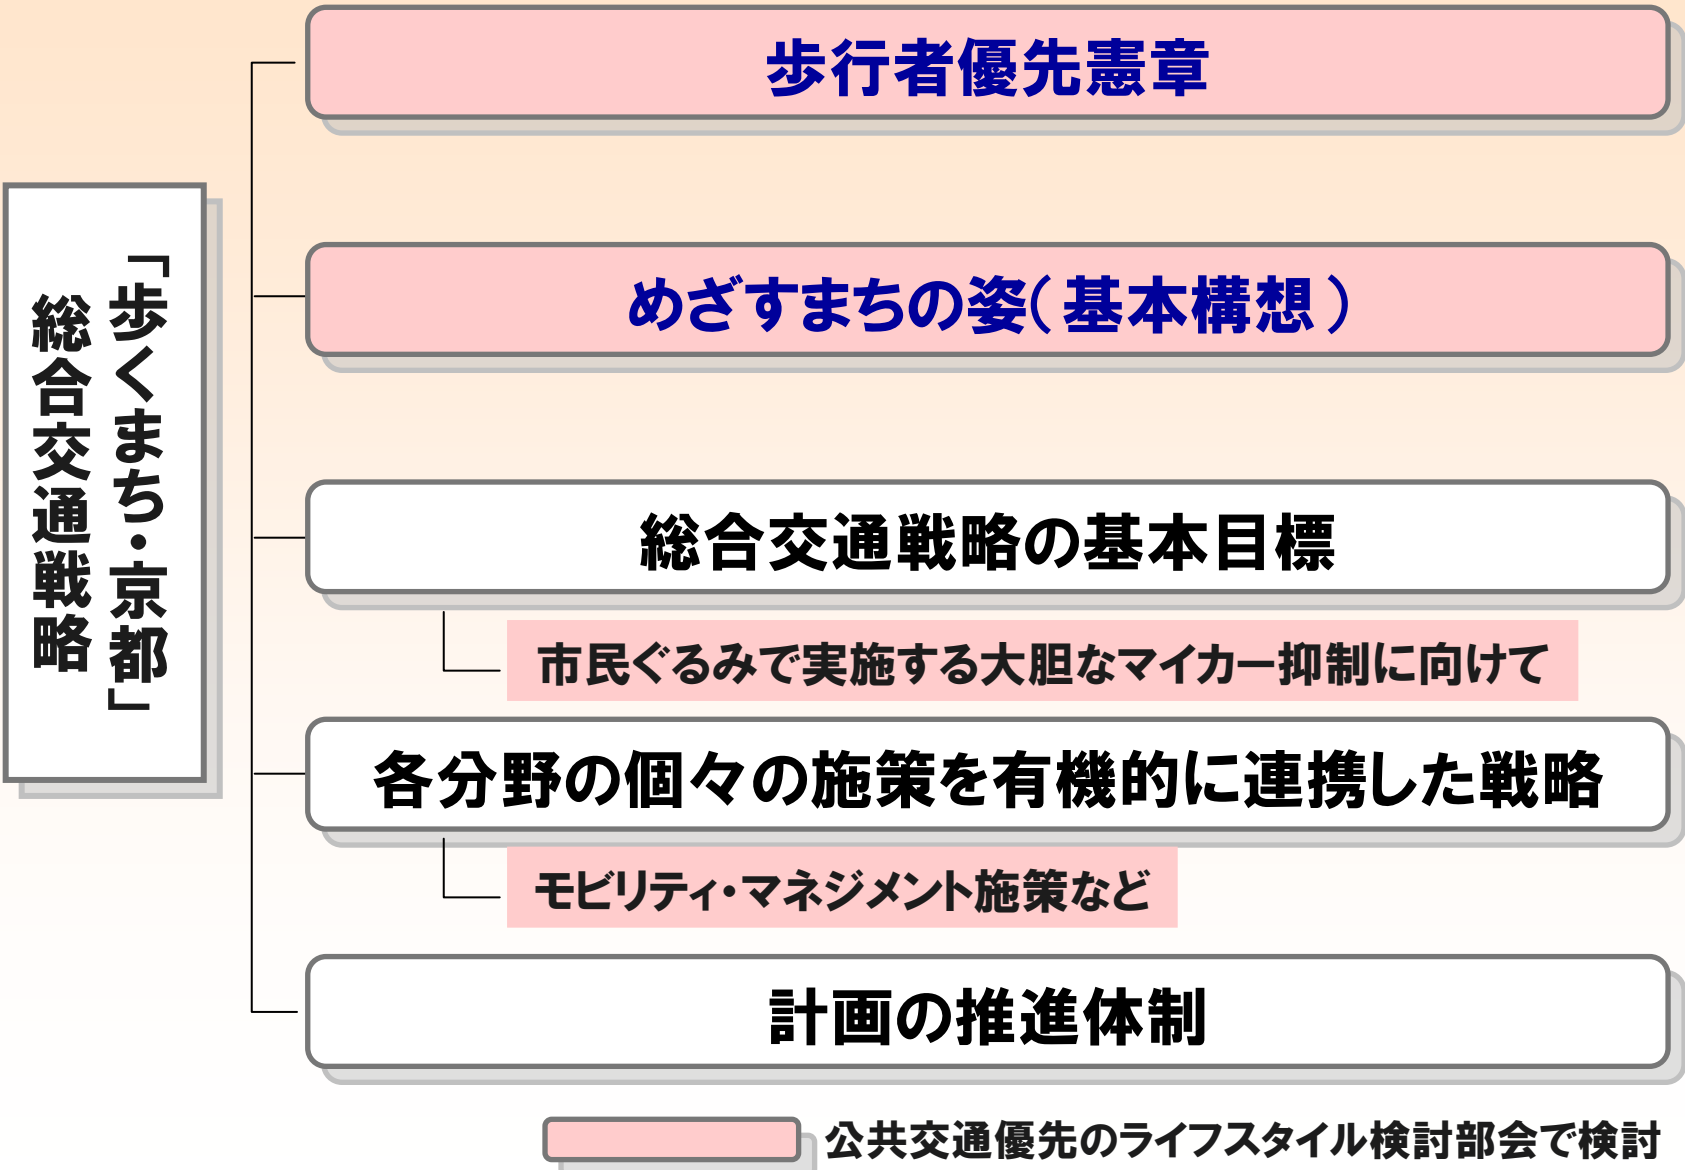 「歩くまち・京都」
総合交通戦略
歩行者優先憲章
めざすまちの姿(基本構想)
総合交通戦略の基本目標
市民ぐるみで実施する大胆なマイカー抑制に向けて
各分野の個々の施策を有機的に連携した戦略
モビリティ・マネジメント施策など
計画の推進体制
公共交通優先のライフスタイル検討部会で検討